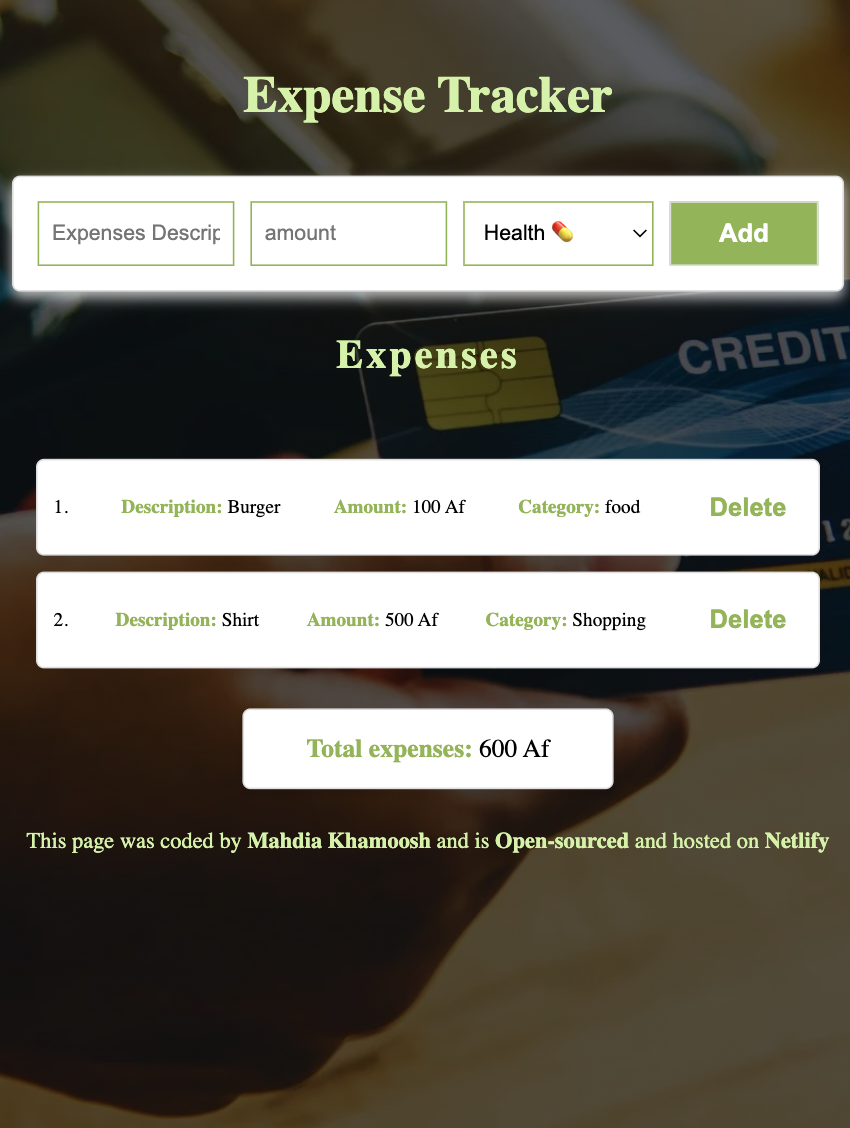 Expense Tracker
Expenses Descrip
amount
Health 💊
Add
CREDIT
Expenses
1. Description: Burger Amount: 100 Af Category: food Delete
2. Description: Shirt Amount: 500 Af Category: Shopping Delete
Total expenses: 600 Af
This page was coded by Mahdia Khamoosh and is Open-sourced and hosted on Netlify